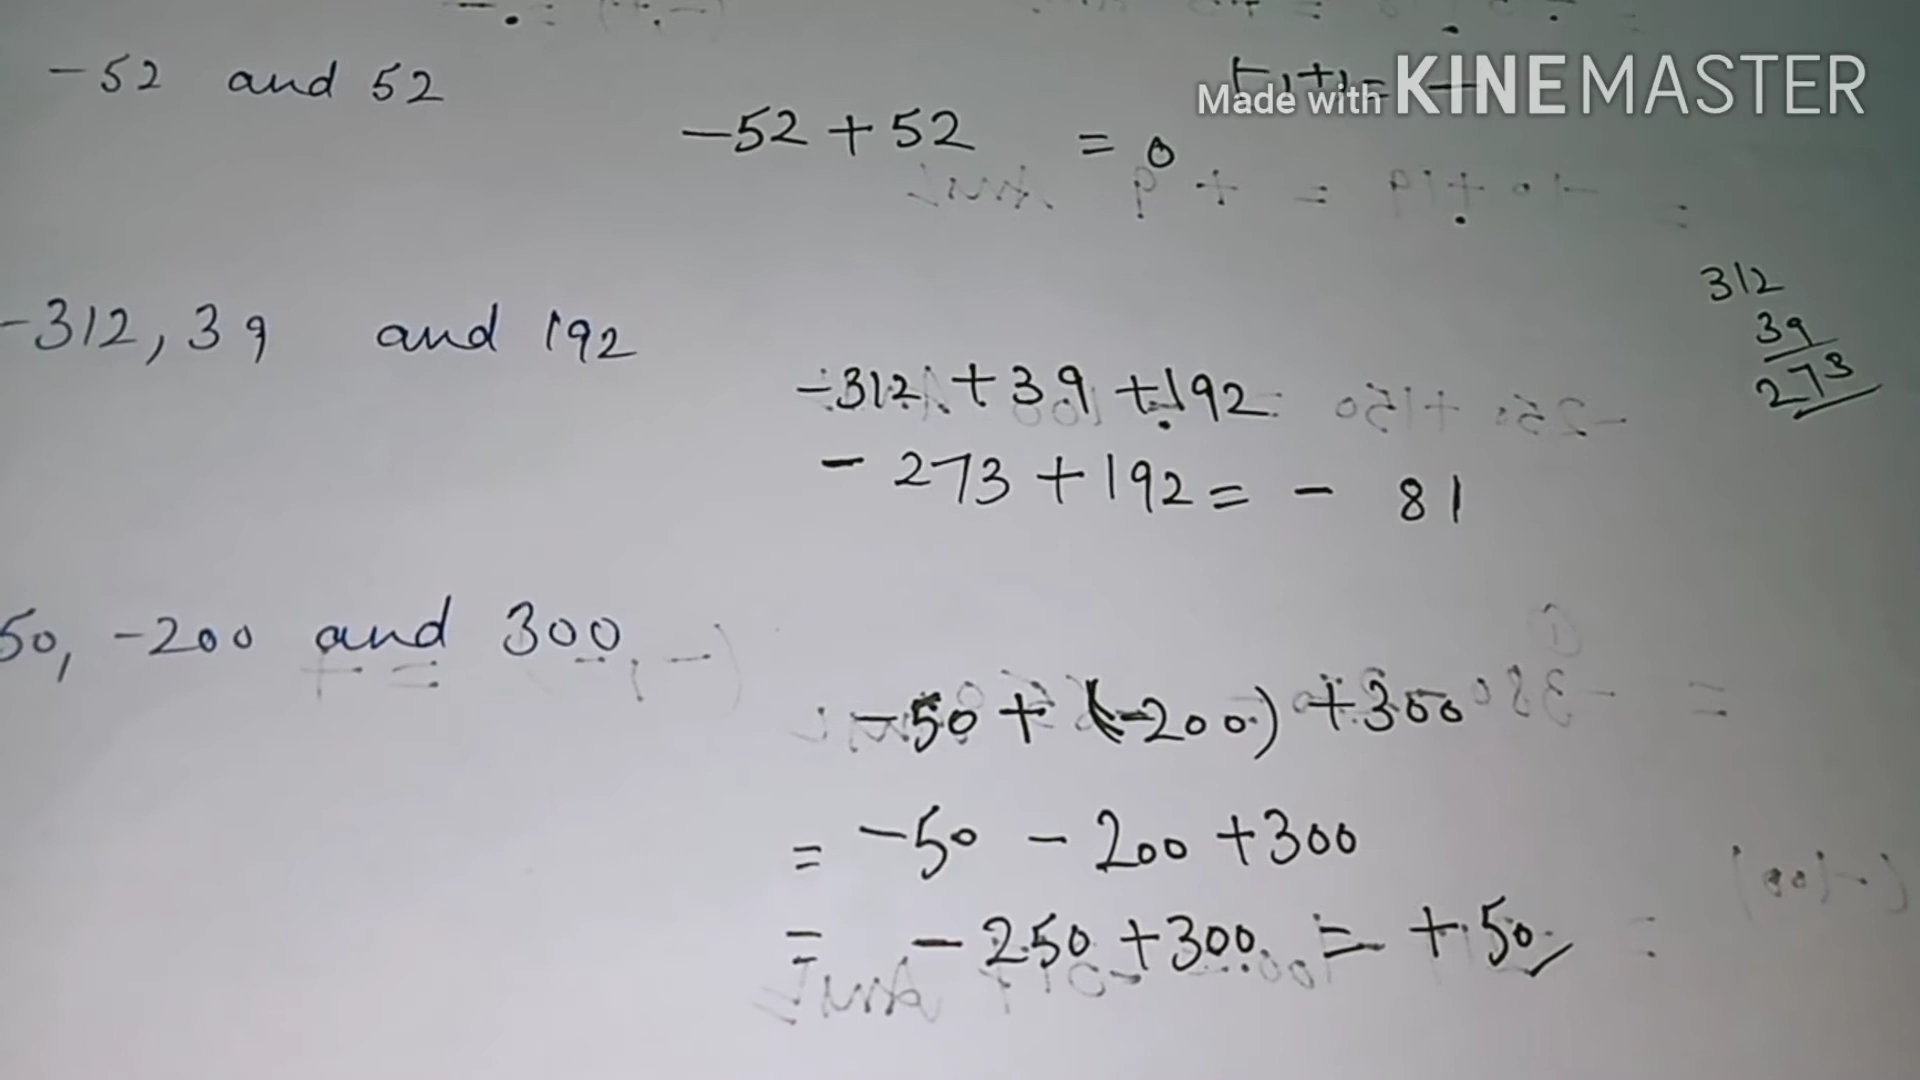 -52 and 52
-52 + 52 = 0
Made with KINEMASTER
-312, 39 and 192
312
39
273
-312 + 39 + 192
- 273 + 192 = - 81
50, -200 and 300
-50 + (-200) + 300
= -50 - 200 + 300
= - 250 + 300 = + 50